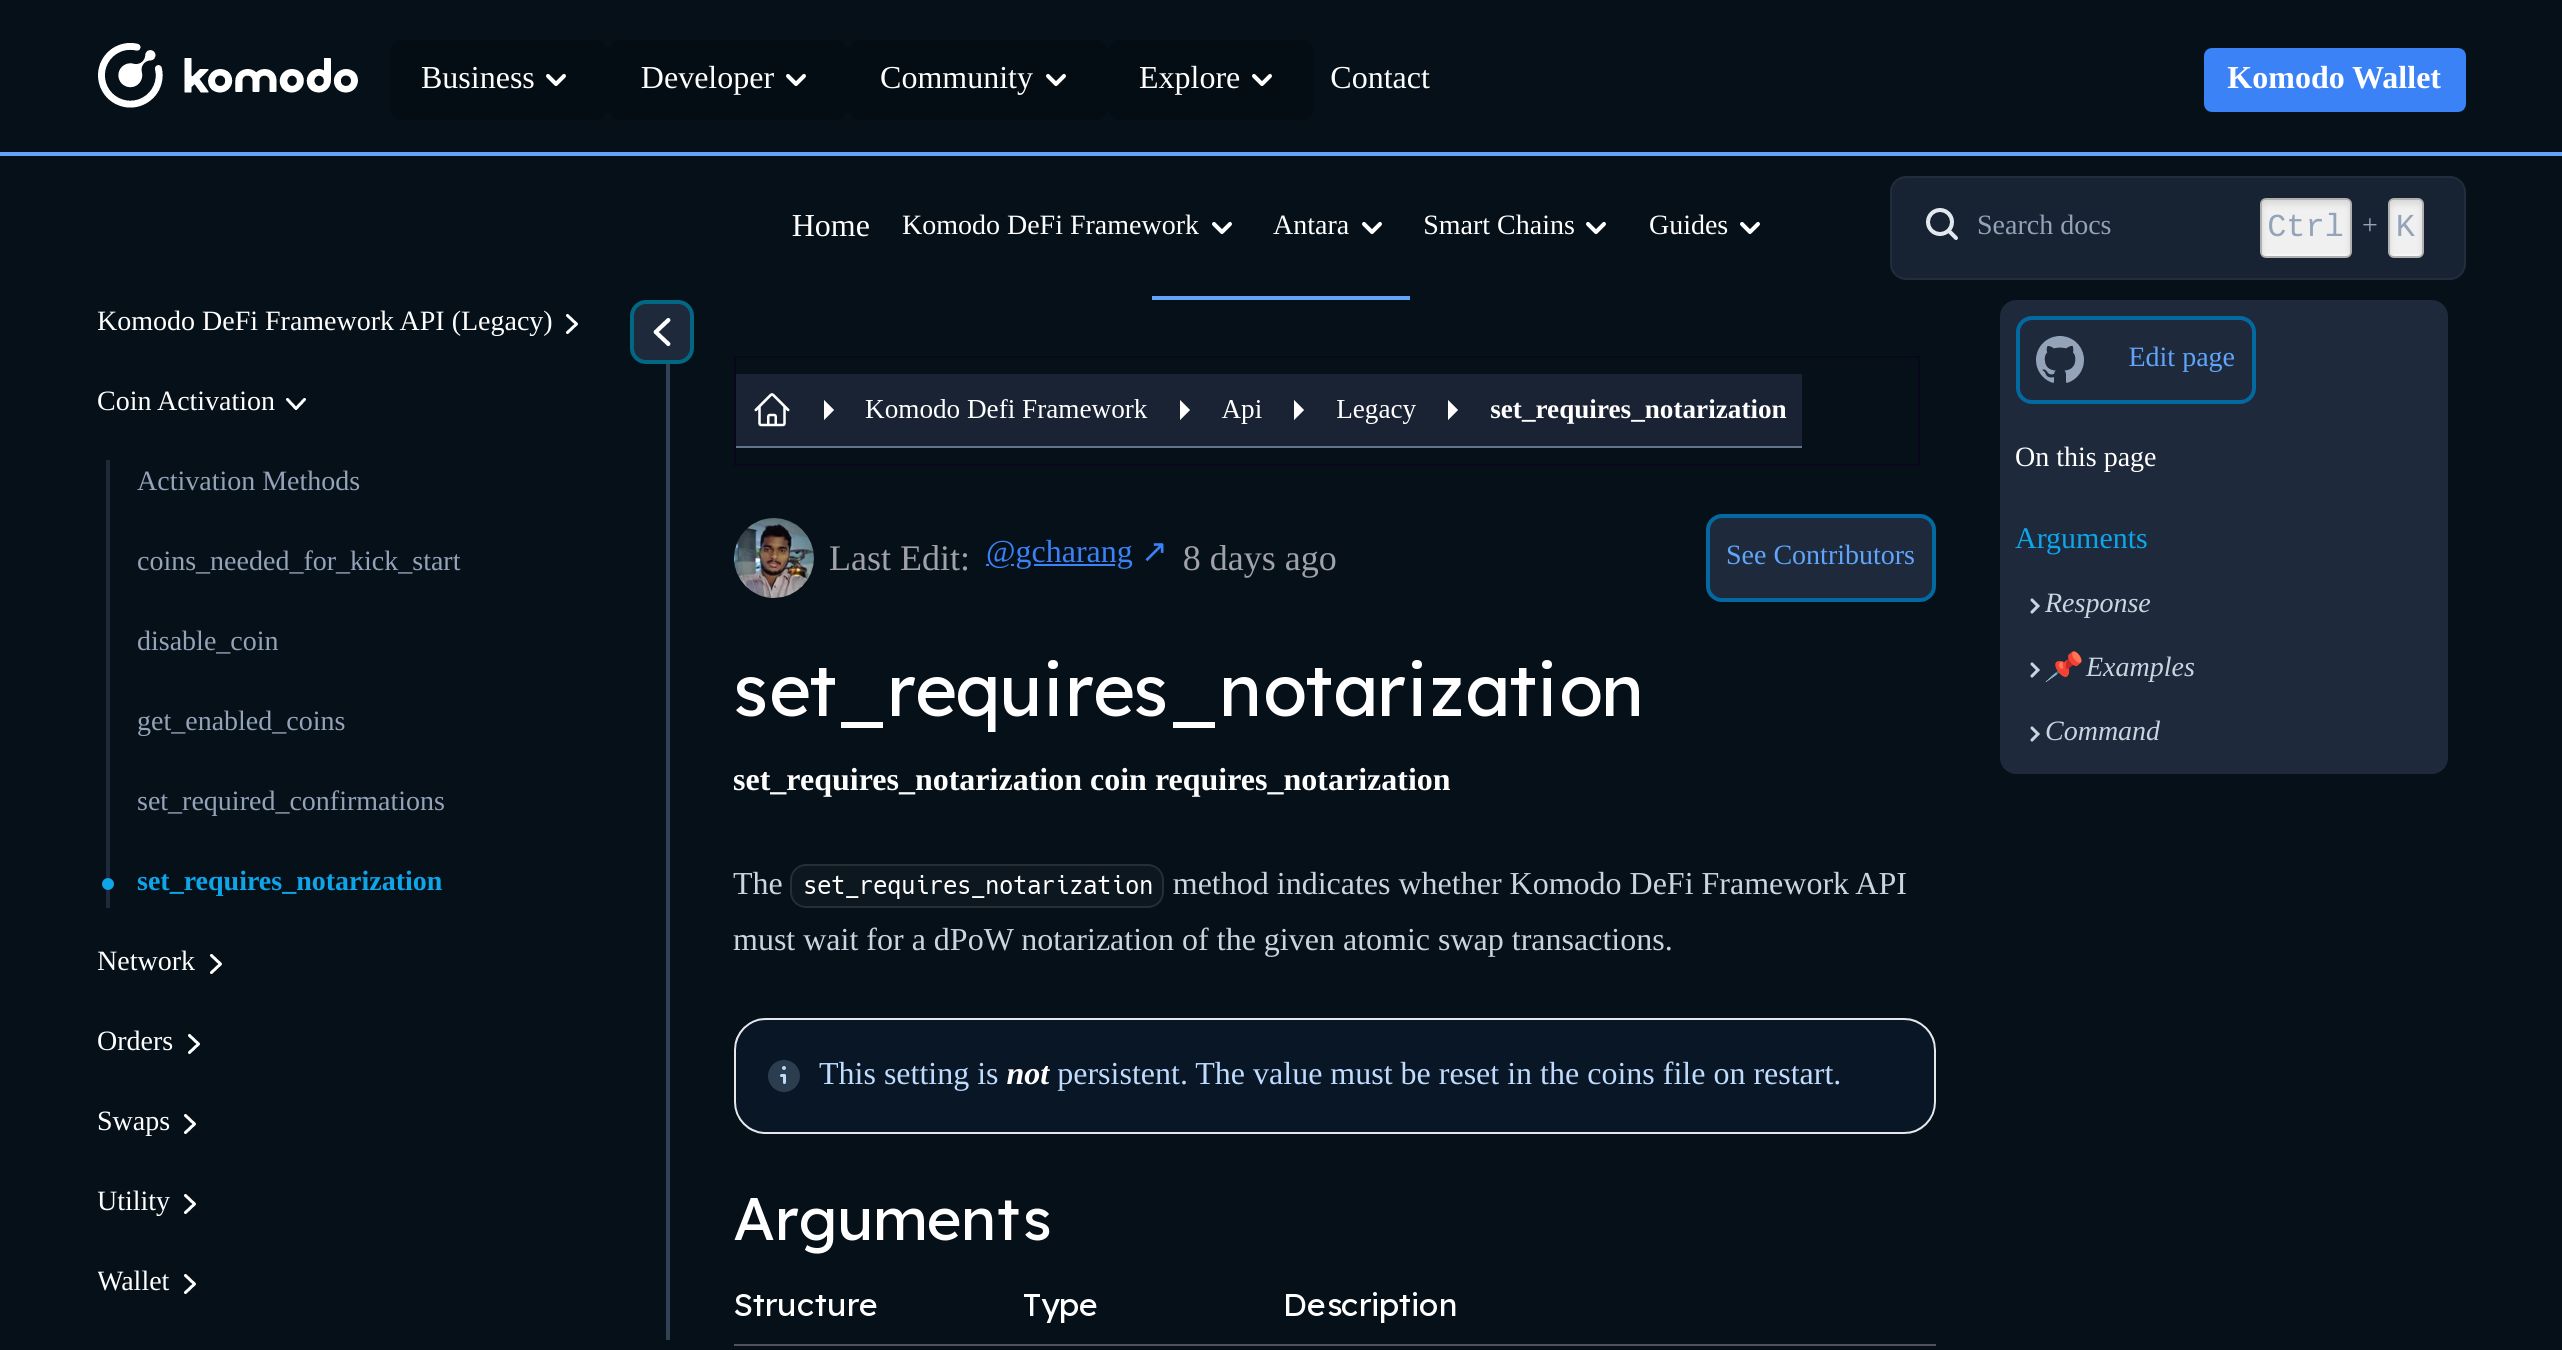 komodo
Business
Developer
Community
Explore
Contact
Komodo Wallet
Home
Komodo DeFi Framework
Antara
Smart Chains
Guides
Search docs
Ctrl + K
Komodo DeFi Framework API (Legacy)
Coin Activation
Activation Methods
coins_needed_for_kick_start
disable_coin
get_enabled_coins
set_required_confirmations
set_requires_notarization
Network
Orders
Swaps
Utility
Wallet
Komodo Defi Framework
Api
Legacy
set_requires_notarization
Last Edit: @gcharang ↗ 8 days ago
See Contributors
set_requires_notarization
set_requires_notarization coin requires_notarization
The set_requires_notarization method indicates whether Komodo DeFi Framework API
must wait for a dPoW notarization of the given atomic swap transactions.
This setting is not persistent. The value must be reset in the coins file on restart.
Arguments
Structure Type Description
Edit page
On this page
Arguments
Response
📌 Examples
Command